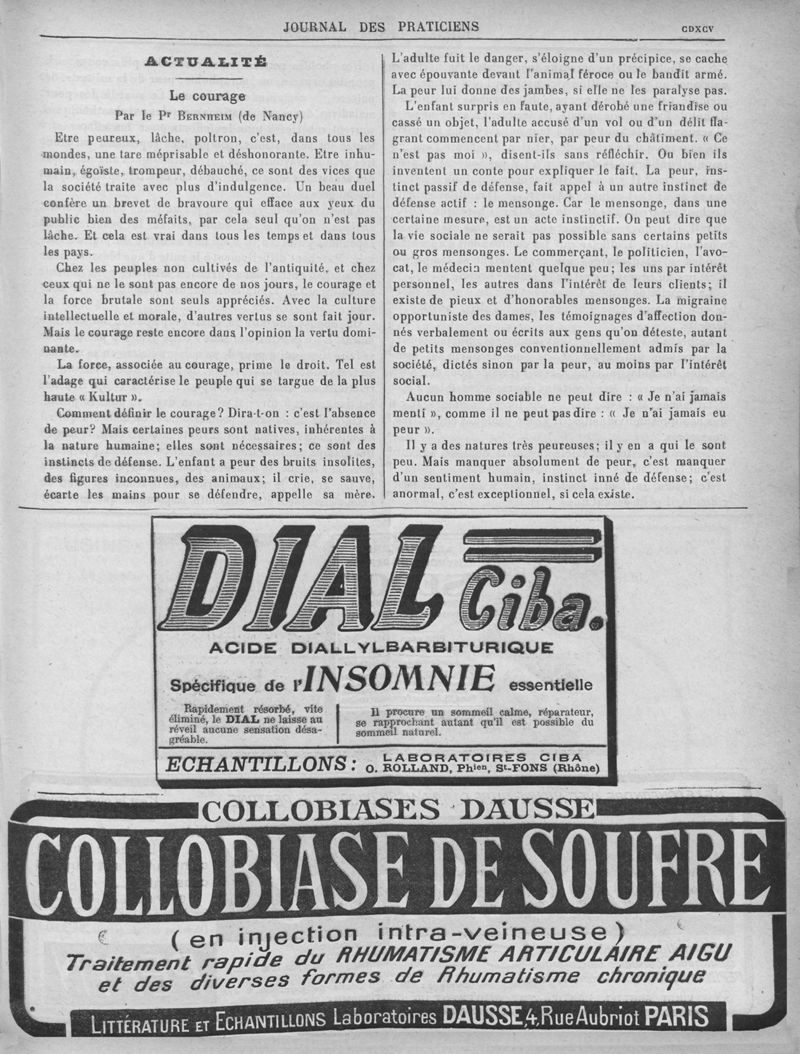 JOURNAL DES PRATICIENS
CDXCV
ACTUALITÉ
Le courage
Par le Pr BERNHEIM (de Nancy)
Etre peureux, lâche, poltron, c'est, dans tous les
mondes, une tare méprisable et déshonorante. Etre inhu-
main, égoïste, trompeur, débauché, ce sont des vices que
la société traite avec plus d'indulgence. Un beau duel
confère un brevet de bravoure qui efface aux yeux du
public bien des méfaits, par cela seul qu'on n'est pas
lâche. Et cela est vrai dans tous les temps et dans tous
les pays.
Chez les peuples non cultivés de l'antiquité, et chez
ceux qui ne le sont pas encore de nos jours, le courage et
la force brutale sont seuls appréciés. Avec la culture
intellectuelle et morale, d'autres vertus se sont fait jour.
Mais le courage reste encore dans l'opinion la vertu domi-
nante.
La force, associée au courage, prime le droit. Tel est
l'adage qui caractérise le peuple qui se targue de la plus
haute « Kultur ».
Comment définir le courage? Dira-t-on : c'est l'absence
de peur? Mais certaines peurs sont natives, inhérentes à
la nature humaine; elles sont nécessaires; ce sont des
instincts de défense. L'enfant a peur des bruits insolites,
des figures inconnues, des animaux; il crie, se sauve,
écarte les mains pour se défendre, appelle sa mère.
L'adulte fuit le danger, s'éloigne d'un précipice, se cache
avec épouvante devant l'animal féroce ou le bandit armé.
La peur lui donne des jambes, si elle ne les paralyse pas.
L'enfant surpris en faute, ayant dérobé une friandise ou
cassé un objet, l'adulte accusé d'un vol ou d'un délit fla-
grant commencent par nier, par peur du châtiment. « Ce
n'est pas moi », disent-ils sans réfléchir. Ou bien ils
inventent un conte pour expliquer le fait. La peur, ins-
tinct passif de défense, fait appel à un autre instinct de
défense actif : le mensonge. Car le mensonge, dans une
certaine mesure, est un acte instinctif. On peut dire que
la vie sociale ne serait pas possible sans certains petits
ou gros mensonges. Le commerçant, le politicien, l'avo-
cat, le médecin mentent quelque peu; les uns par intérêt
personnel, les autres dans l'intérêt de leurs clients; il
existe de pieux et d'honorables mensonges. La migraine
opportuniste des dames, les témoignages d'affection don-
nés verbalement ou écrits aux gens qu'on déteste, autant
de petits mensonges conventionnellement admis par la
société, dictés sinon par la peur, au moins par l'intérêt
social.
Aucun homme sociable ne peut dire : « Je n'ai jamais
menti », comme il ne peut pas dire : « Je n'ai jamais eu
peur ».
Il y a des natures très peureuses; il y en a qui le sont
peu. Mais manquer absolument de peur, c'est manquer
d'un sentiment humain, instinct inné de défense; c'est
anormal, c'est exceptionnel, si cela existe.
DIAL Ciba.
ACIDE DIALLYLBARBITURIQUE
Spécifique de l'INSOMNIE essentielle
Rapidement résorbé, vite
éliminé, le DIAL ne laisse au
réveil aucune sensation désa-
gréable.
Il procure un sommeil calme, réparateur,
se rapprochant autant qu'il est possible du
sommeil naturel.
ECHANTILLONS : LABORATOIRES CIBA
O. ROLLAND, Phien, St-FONS (Rhône)
COLLOBIASES DAUSSE
COLLOBIASE DE SOUFRE
(en injection intra-veineuse)
Traitement rapide du RHUMATISME ARTICULAIRE AIGU
et des diverses formes de Rhumatisme chronique
LITTÉRATURE ET ECHANTILLONS Laboratoires DAUSSE, 4, Rue Aubriot PARIS